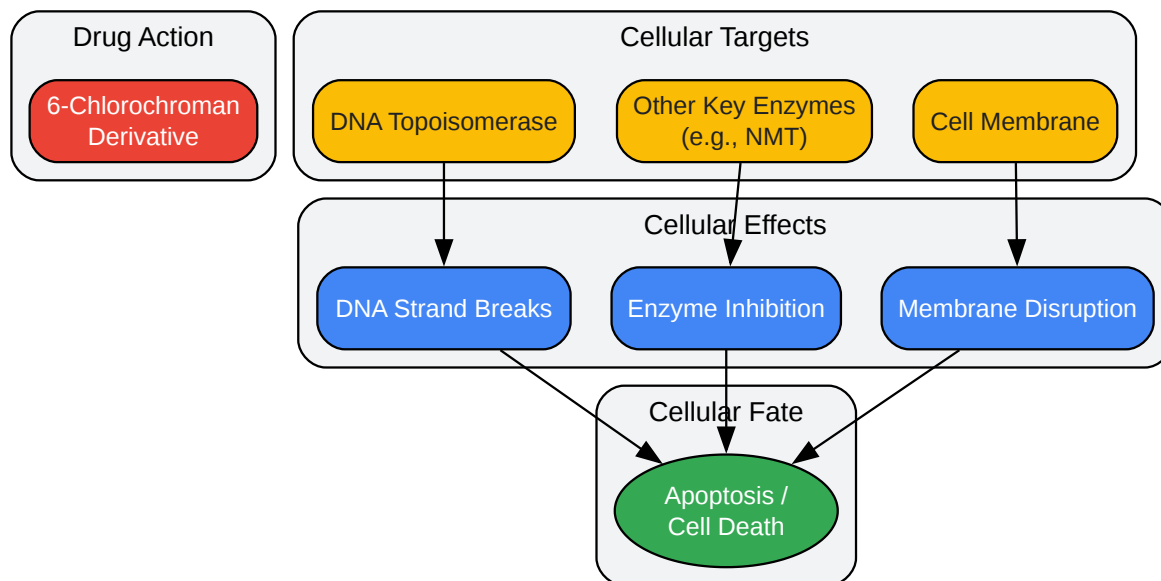 Drug Action
6-Chlorochroman
Derivative
Cellular Targets
DNA Topoisomerase
Other Key Enzymes
(e.g., NMT)
Cell Membrane
Cellular Effects
DNA Strand Breaks
Enzyme Inhibition
Membrane Disruption
Cellular Fate
Apoptosis /
Cell Death